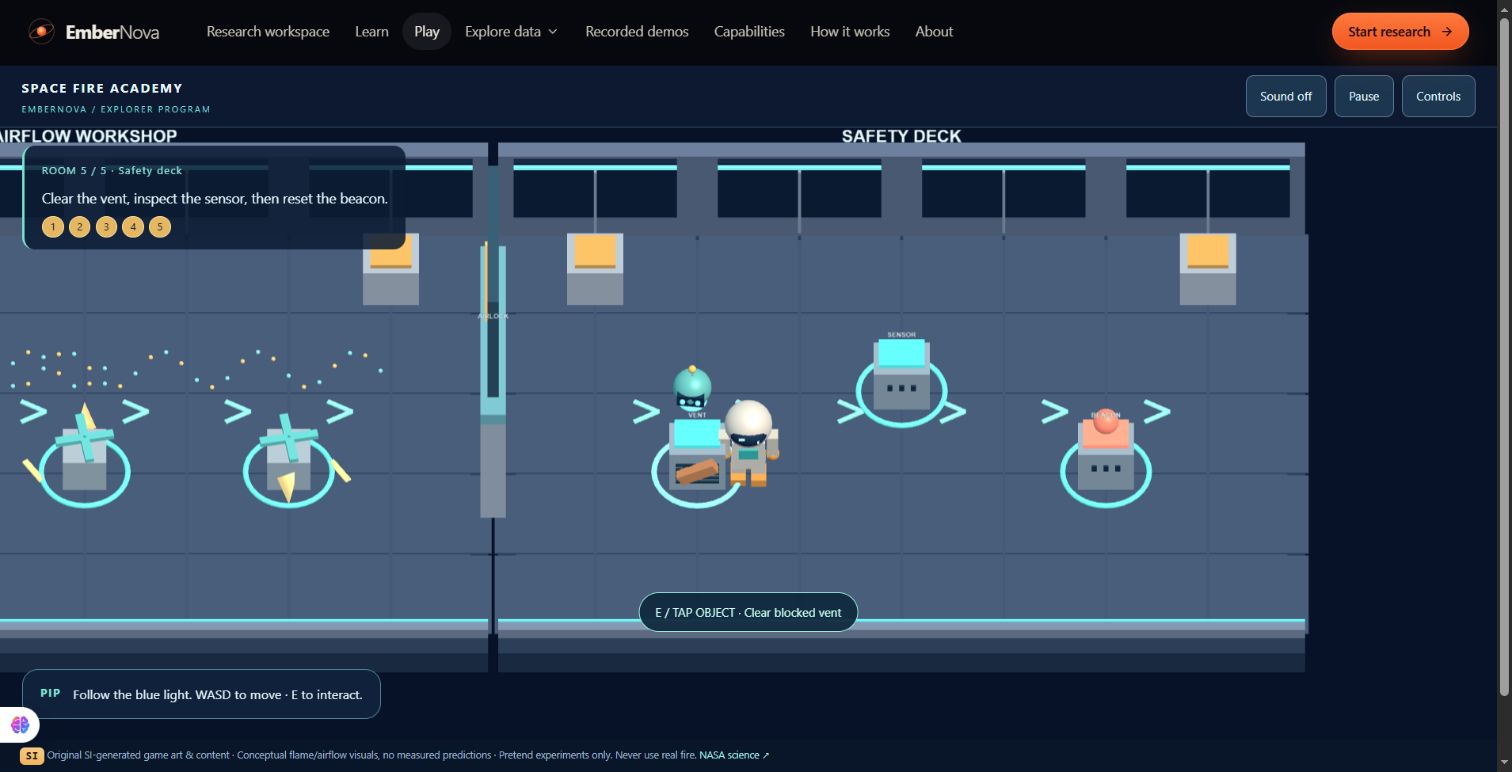 EmberNova
Research workspace
Learn
Play
Explore data
Recorded demos
Capabilities
How it works
About
Start research →
SPACE FIRE ACADEMY
EMBERNOVA / EXPLORER PROGRAM
Sound off
Pause
Controls
AIRFLOW WORKSHOP
SAFETY DECK
ROOM 5 / 5 · Safety deck
Clear the vent, inspect the sensor, then reset the beacon.
1 2 3 4 5
AIRLOCK
SENSOR
VENT
BEACON
E / TAP OBJECT · Clear blocked vent
PIP Follow the blue light. WASD to move · E to interact.
SI Original SI-generated game art & content · Conceptual flame/airflow visuals, no measured predictions · Pretend experiments only. Never use real fire. NASA science ↗